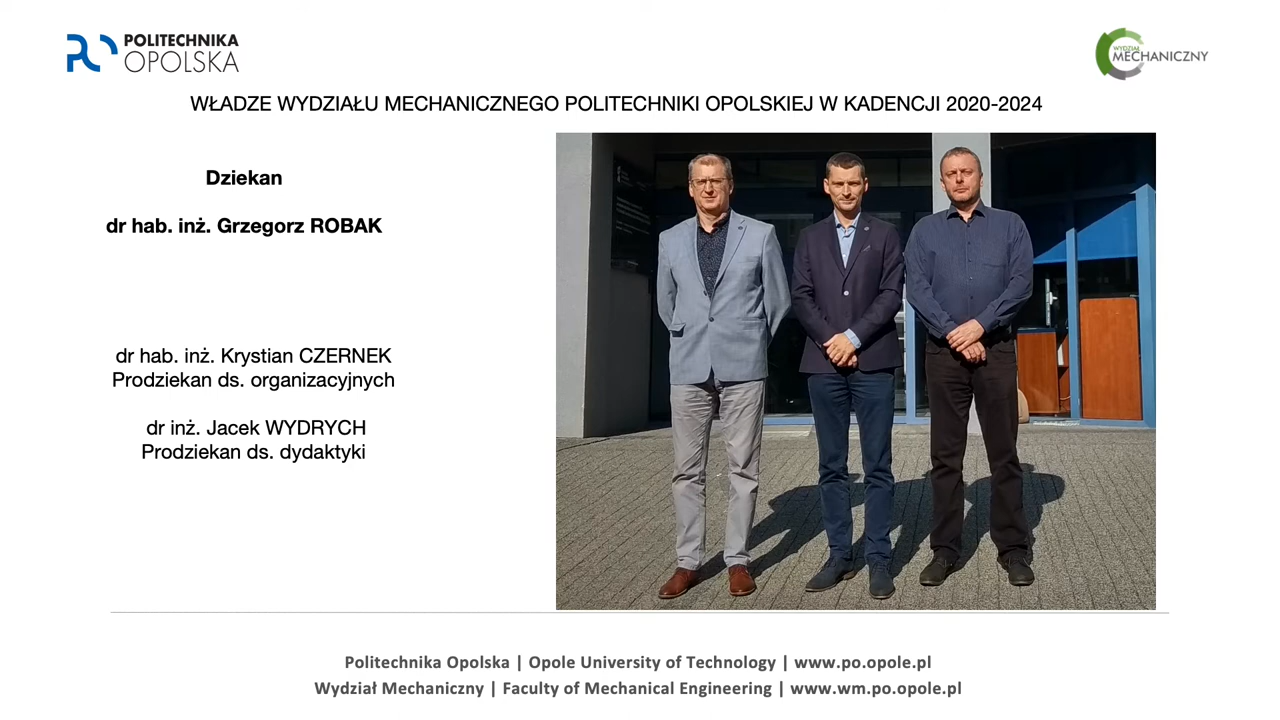 POLITECHNIKA
OPOLSKA
WYDZIAŁ
MECHANICZNY
WŁADZE WYDZIAŁU MECHANICZNEGO POLITECHNIKI OPOLSKIEJ W KADENCJI 2020-2024
Dziekan
dr hab. inż. Grzegorz ROBAK
dr hab. inż. Krystian CZERNEK
Prodziekan ds. organizacyjnych
dr inż. Jacek WYDRYCH
Prodziekan ds. dydaktyki
Politechnika Opolska | Opole University of Technology | www.po.opole.pl
Wydział Mechaniczny | Faculty of Mechanical Engineering | www.wm.po.opole.pl